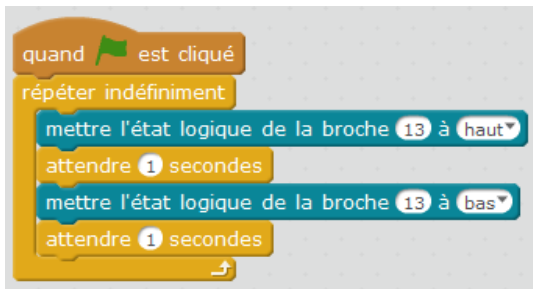 quand est cliqué
répéter indéfiniment
mettre l'état logique de la broche 13 à haut
attendre 1 secondes
mettre l'état logique de la broche 13 à bas
attendre 1 secondes